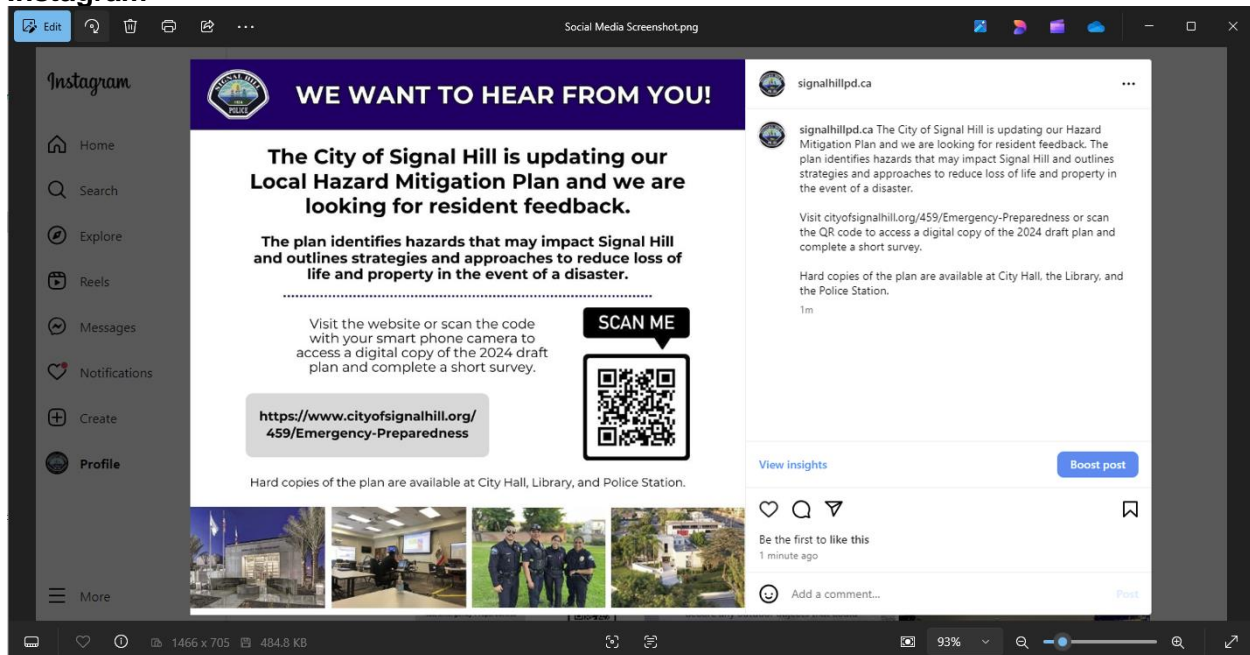 Instagram
Edit
Social Media Screenshot.png
Instagram
Home
Search
Explore
Reels
Messages
Notifications
Create
Profile
More
SIGNAL HILL
POLICE
WE WANT TO HEAR FROM YOU!
The City of Signal Hill is updating our
Local Hazard Mitigation Plan and we are
looking for resident feedback.
The plan identifies hazards that may impact Signal Hill
and outlines strategies and approaches to reduce loss of
life and property in the event of a disaster.
Visit the website or scan the code
with your smart phone camera to
access a digital copy of the 2024 draft
plan and complete a short survey.
SCAN ME
https://www.cityofsignalhill.org/
459/Emergency-Preparedness
Hard copies of the plan are available at City Hall, Library, and Police Station.
signalhillpd.ca
signalhillpd.ca The City of Signal Hill is updating our Hazard
Mitigation Plan and we are looking for resident feedback. The
plan identifies hazards that may impact Signal Hill and outlines
strategies and approaches to reduce loss of life and property in
the event of a disaster.
Visit cityofsignalhill.org/459/Emergency-Preparedness or scan
the QR code to access a digital copy of the 2024 draft plan and
complete a short survey.
Hard copies of the plan are available at City Hall, the Library, and
the Police Station.
1m
View insights
Boost post
Be the first to like this
1 minute ago
Add a comment...
Post
1466 x 705
484.8 KB
93%